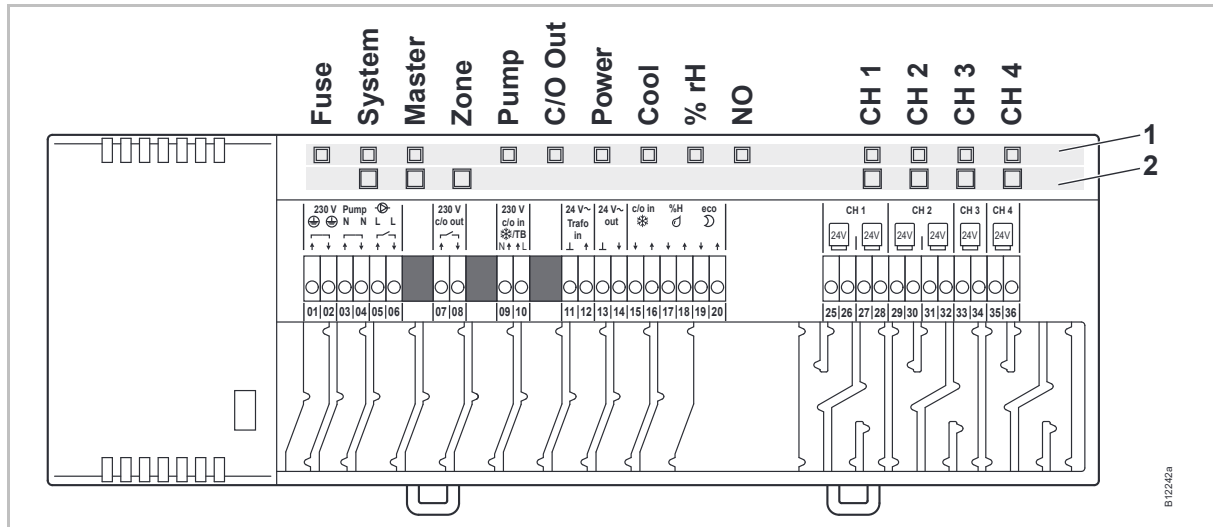 Fuse System Master Zone Pump C/O Out Power Cool % rH NO CH 1 CH 2 CH 3 CH 4
1
2
230 V Pump 230 V 230 V 24 V~ 24 V~ c/o in %H eco CH 1 CH 2 CH 3 CH 4
N N L L c/o out c/o in Trafo out
/TB in 24V 24V 24V 24V 24V 24V
N L
01 02 03 04 05 06 07 08 09 10 11 12 13 14 15 16 17 18 19 20 25 26 27 28 29 30 31 32 33 34 35 36
B12242a